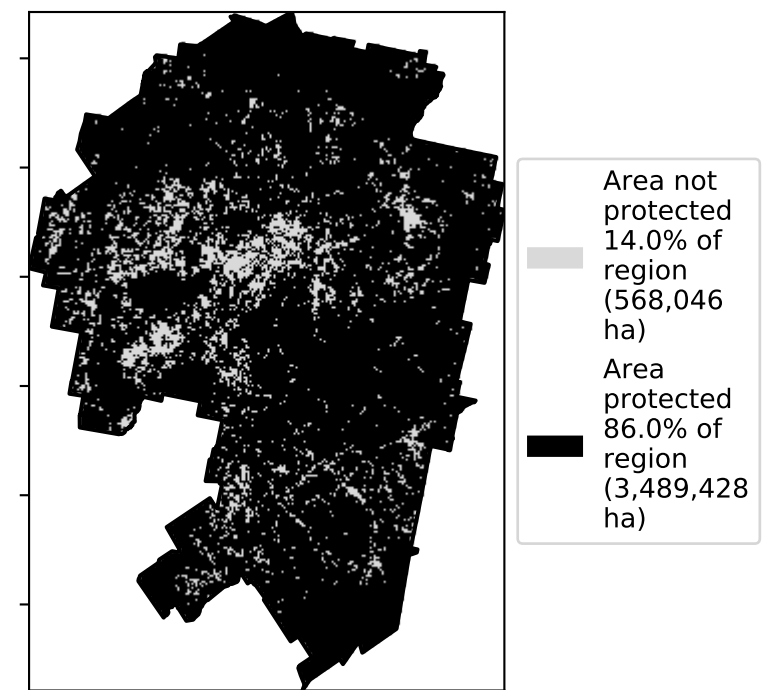 Area not
protected
14.0% of
region
(568,046
ha)
Area
protected
86.0% of
region
(3,489,428
ha)